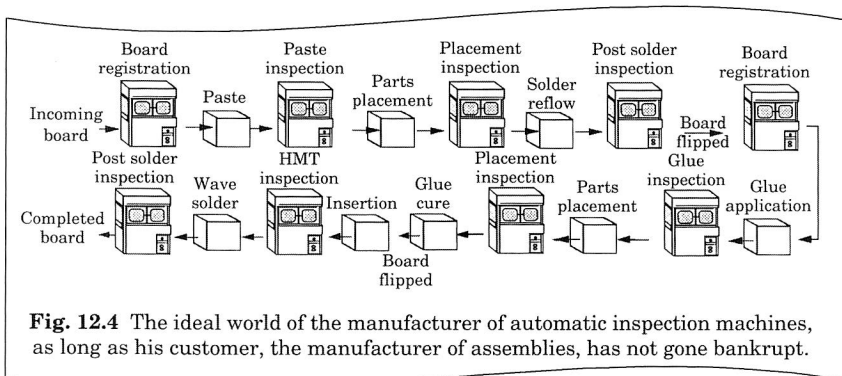 Board
registration
Paste
inspection
Placement
inspection
Post solder
inspection
Board
registration
Incoming
board
Paste
Parts
placement
Solder
reflow
Board
flipped
Post solder
inspection
Wave
solder
HMT
inspection
Insertion
Glue
cure
Placement
inspection
Parts
placement
Glue
inspection
Glue
application
Completed
board
Board
flipped
Fig. 12.4 The ideal world of the manufacturer of automatic inspection machines,
as long as his customer, the manufacturer of assemblies, has not gone bankrupt.